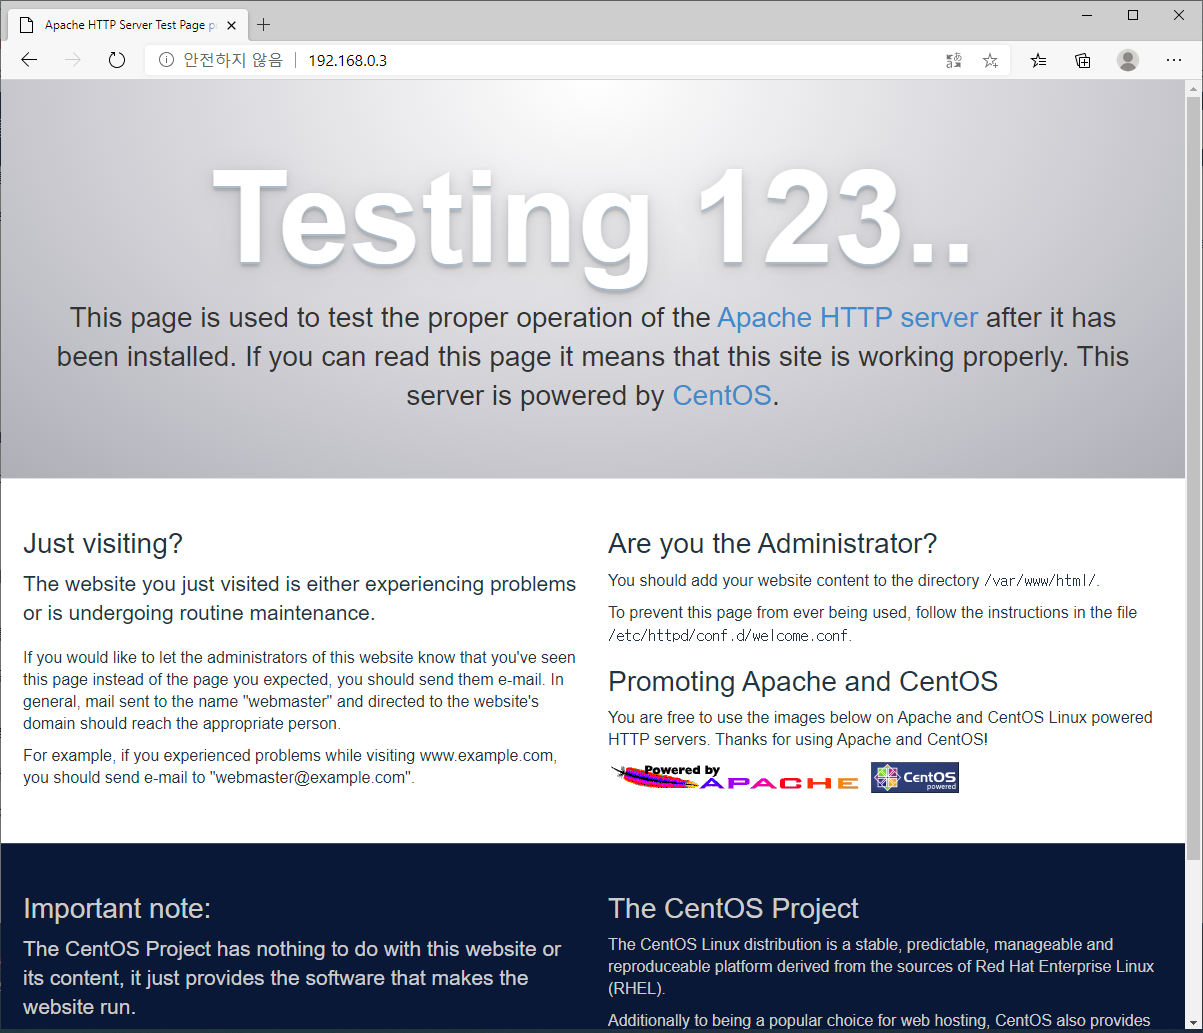 Apache HTTP Server Test Page
안전하지 않음
192.168.0.3
Testing 123..
This page is used to test the proper operation of the Apache HTTP server after it has
been installed. If you can read this page it means that this site is working properly. This
server is powered by CentOS.
Just visiting?
The website you just visited is either experiencing problems
or is undergoing routine maintenance.
If you would like to let the administrators of this website know that you've seen
this page instead of the page you expected, you should send them e-mail. In
general, mail sent to the name "webmaster" and directed to the website's
domain should reach the appropriate person.
For example, if you experienced problems while visiting www.example.com,
you should send e-mail to "webmaster@example.com".
Are you the Administrator?
You should add your website content to the directory /var/www/html/.
To prevent this page from ever being used, follow the instructions in the file
/etc/httpd/conf.d/welcome.conf.
Promoting Apache and CentOS
You are free to use the images below on Apache and CentOS Linux powered
HTTP servers. Thanks for using Apache and CentOS!
Powered by
APACHE
CentOS
powered
Important note:
The CentOS Project has nothing to do with this website or
its content, it just provides the software that makes the
website run.
The CentOS Project
The CentOS Linux distribution is a stable, predictable, manageable and
reproduceable platform derived from the sources of Red Hat Enterprise Linux
(RHEL).
Additionally to being a popular choice for web hosting, CentOS also provides